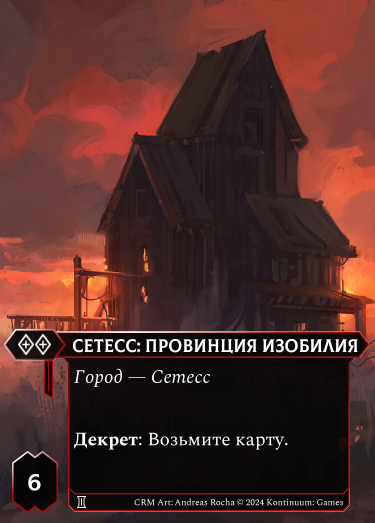 СЕТЕСС: ПРОВИНЦИЯ ИЗОБИЛИЯ
Город — Сетесс
Декрет: Возьмите карту.
6
CRM Art: Andreas Rocha © 2024 Kontinuum: Games